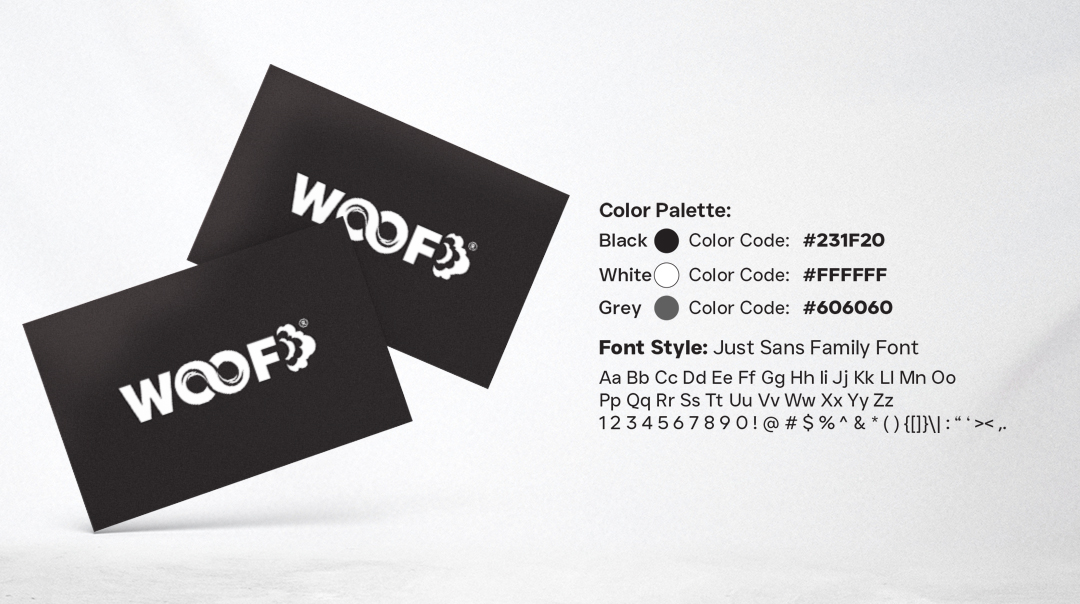 WOOF®
WOOF®
Color Palette:
Black Color Code: #231F20
White Color Code: #FFFFFF
Grey Color Code: #606060
Font Style: Just Sans Family Font
Aa Bb Cc Dd Ee Ff Gg Hh Ii Jj Kk Ll Mn Oo
Pp Qq Rr Ss Tt Uu Vv Ww Xx Yy Zz
1 2 3 4 5 6 7 8 9 0 ! @ # $ % ^ & * ( ) {[]}\| : “ ‘ >< ,.